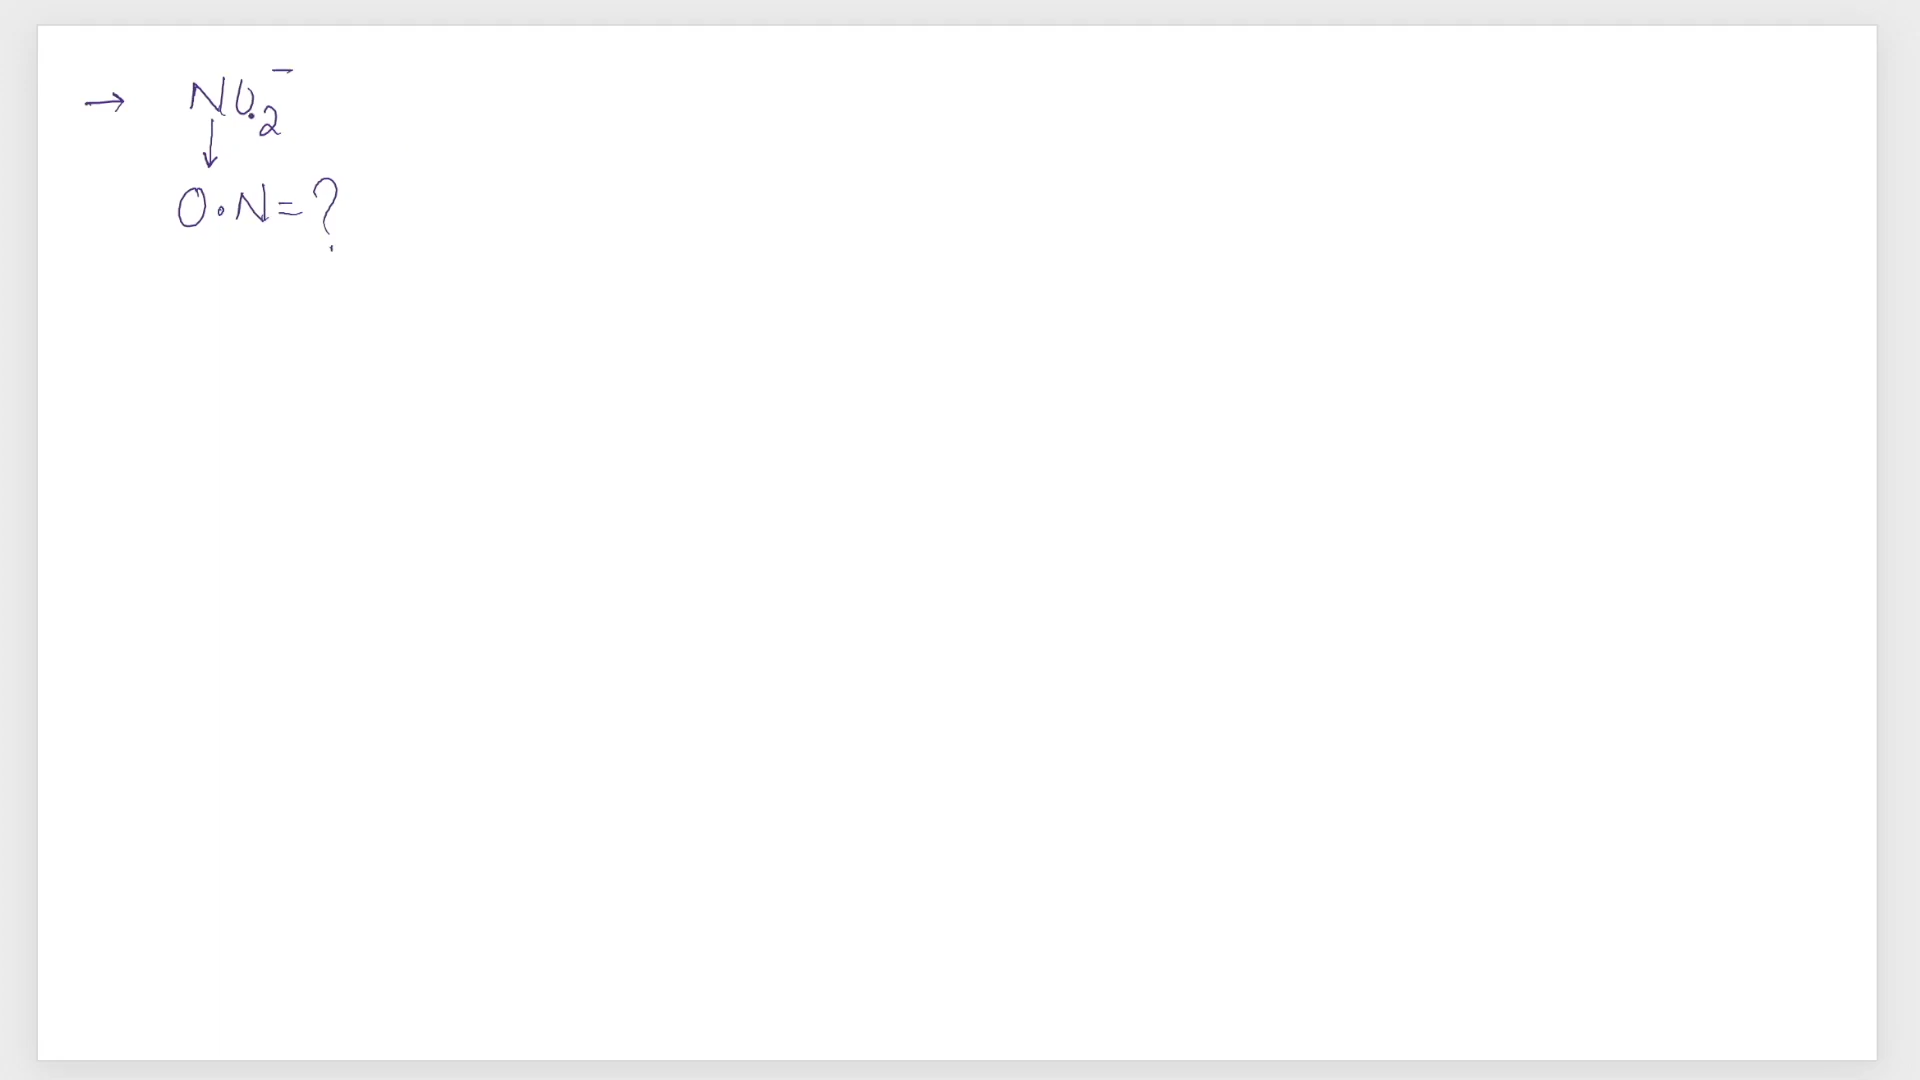 → NO₂⁻
↓
O.N=?